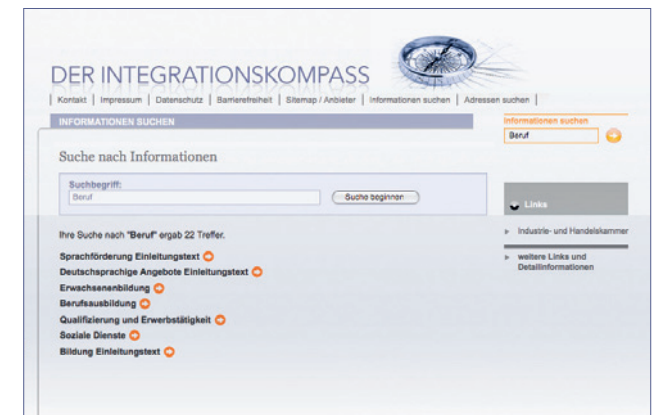 DER INTEGRATIONSKOMPASS
| Kontakt | Impressum | Datenschutz | Barrierefreiheit | Sitemap / Anbieter | Informationen suchen | Adressen suchen |
INFORMATIONEN SUCHEN
Informationen suchen
Beruf
Suche nach Informationen
Suchbegriff:
Beruf
Suche beginnen
Links
Industrie- und Handelskammer
weitere Links und
Detailinformationen
Ihre Suche nach "Beruf" ergab 22 Treffer.
Sprachförderung Einleitungstext
Deutschsprachige Angebote Einleitungstext
Erwachsenenbildung
Berufsausbildung
Qualifizierung und Erwerbstätigkeit
Soziale Dienste
Bildung Einleitungstext